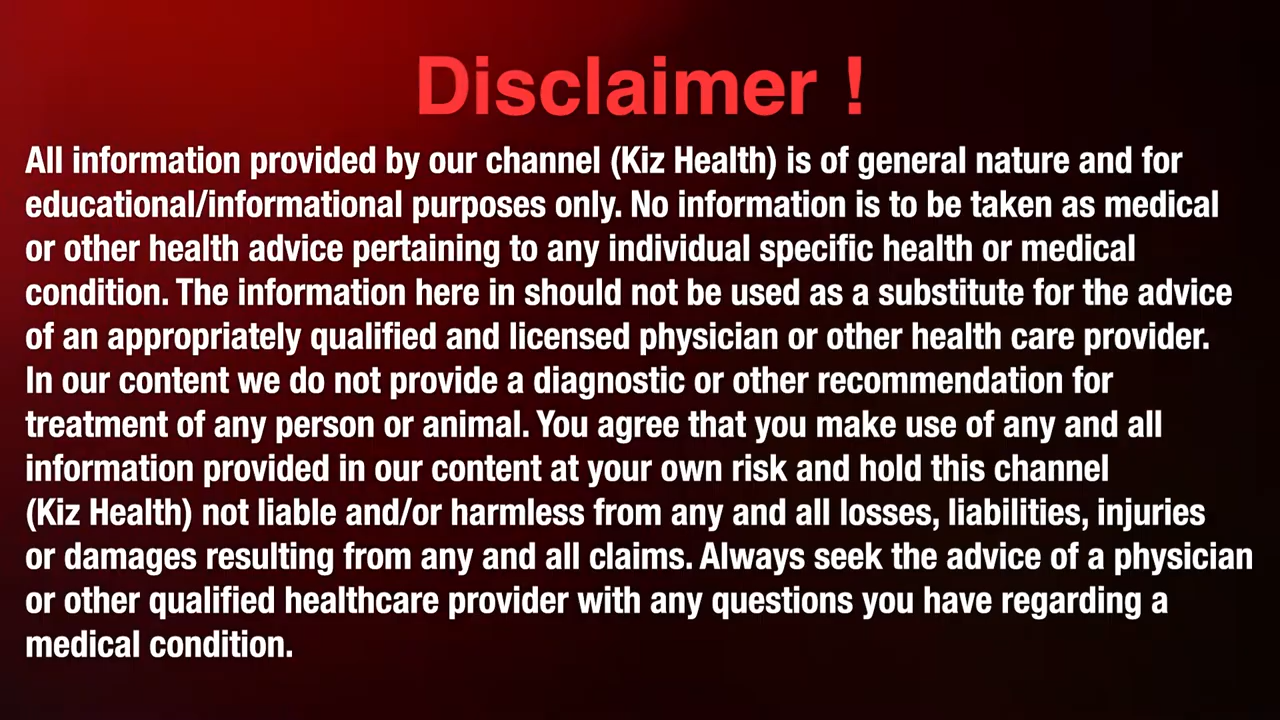 Disclaimer !
All information provided by our channel (Kiz Health) is of general nature and for
educational/informational purposes only. No information is to be taken as medical
or other health advice pertaining to any individual specific health or medical
condition. The information here in should not be used as a substitute for the advice
of an appropriately qualified and licensed physician or other health care provider.
In our content we do not provide a diagnostic or other recommendation for
treatment of any person or animal. You agree that you make use of any and all
information provided in our content at your own risk and hold this channel
(Kiz Health) not liable and/or harmless from any and all losses, liabilities, injuries
or damages resulting from any and all claims. Always seek the advice of a physician
or other qualified healthcare provider with any questions you have regarding a
medical condition.